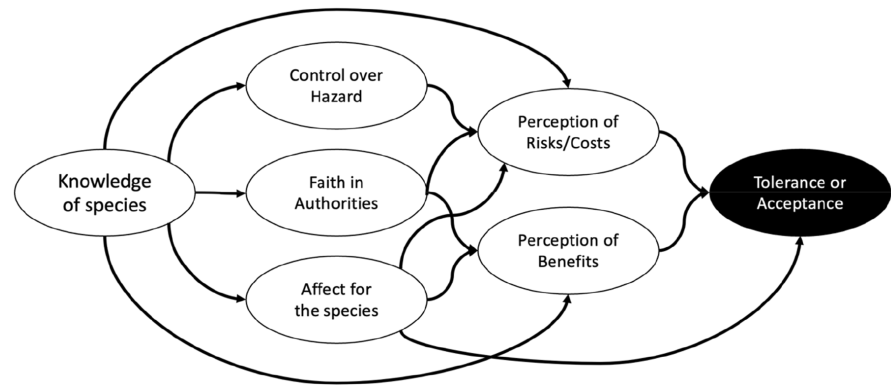 Control over
Hazard
Perception of
Risks/Costs
Knowledge
of species
Faith in
Authorities
Tolerance or
Acceptance
Perception of
Benefits
Affect for
the species